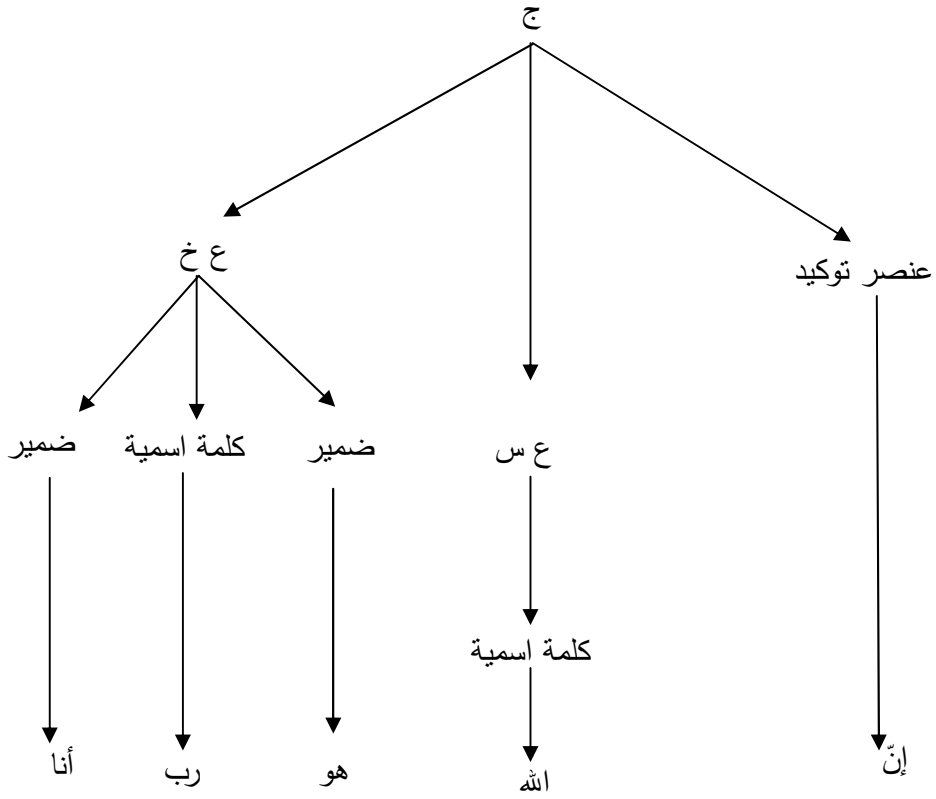 ج
ع خ
عنصر توكيد
ضمير
كلمة اسمية
ضمير
ع س
كلمة اسمية
إنّ
الله
هو
رب
أنا